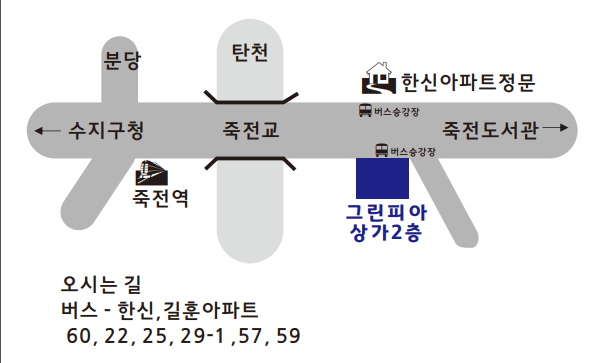 분당
탄천
한신아파트정문
버스승강장
수지구청
죽전교
죽전도서관
버스승강장
죽전역
그린피아
상가2층
오시는 길
버스 - 한신,길훈아파트
60, 22, 25, 29-1 ,57, 59